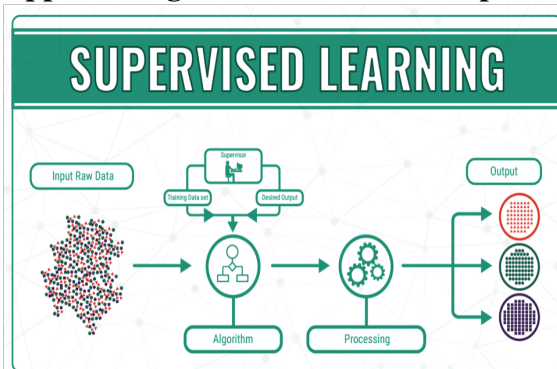 SUPERVISED LEARNING
Supervisor
Input Raw Data
Output
Training Data set
Desired Output
Algorithm
Processing